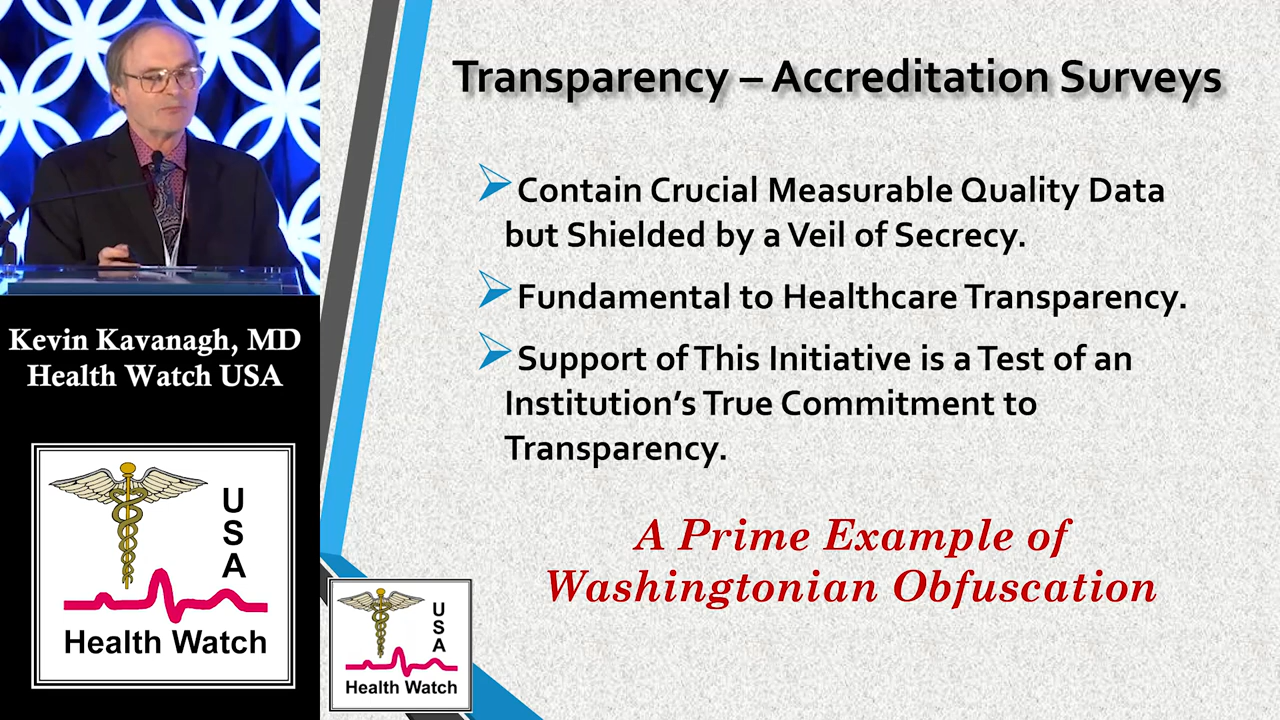 Transparency – Accreditation Surveys
Contain Crucial Measurable Quality Data
but Shielded by a Veil of Secrecy.
Fundamental to Healthcare Transparency.
Support of This Initiative is a Test of an
Institution's True Commitment to
Transparency.
A Prime Example of
Washingtonian Obfuscation
Kevin Kavanagh, MD
Health Watch USA
USA
Health Watch
USA
Health Watch